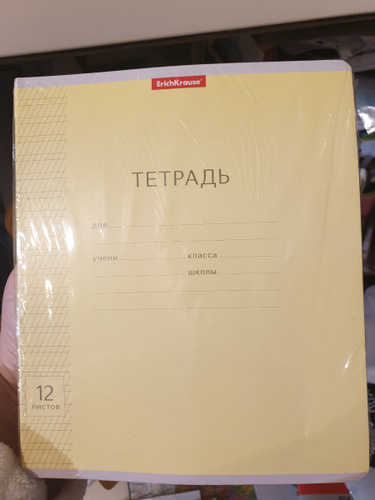 ErichKrause®
ТЕТРАДЬ
для
учени класса
школы
12
листов